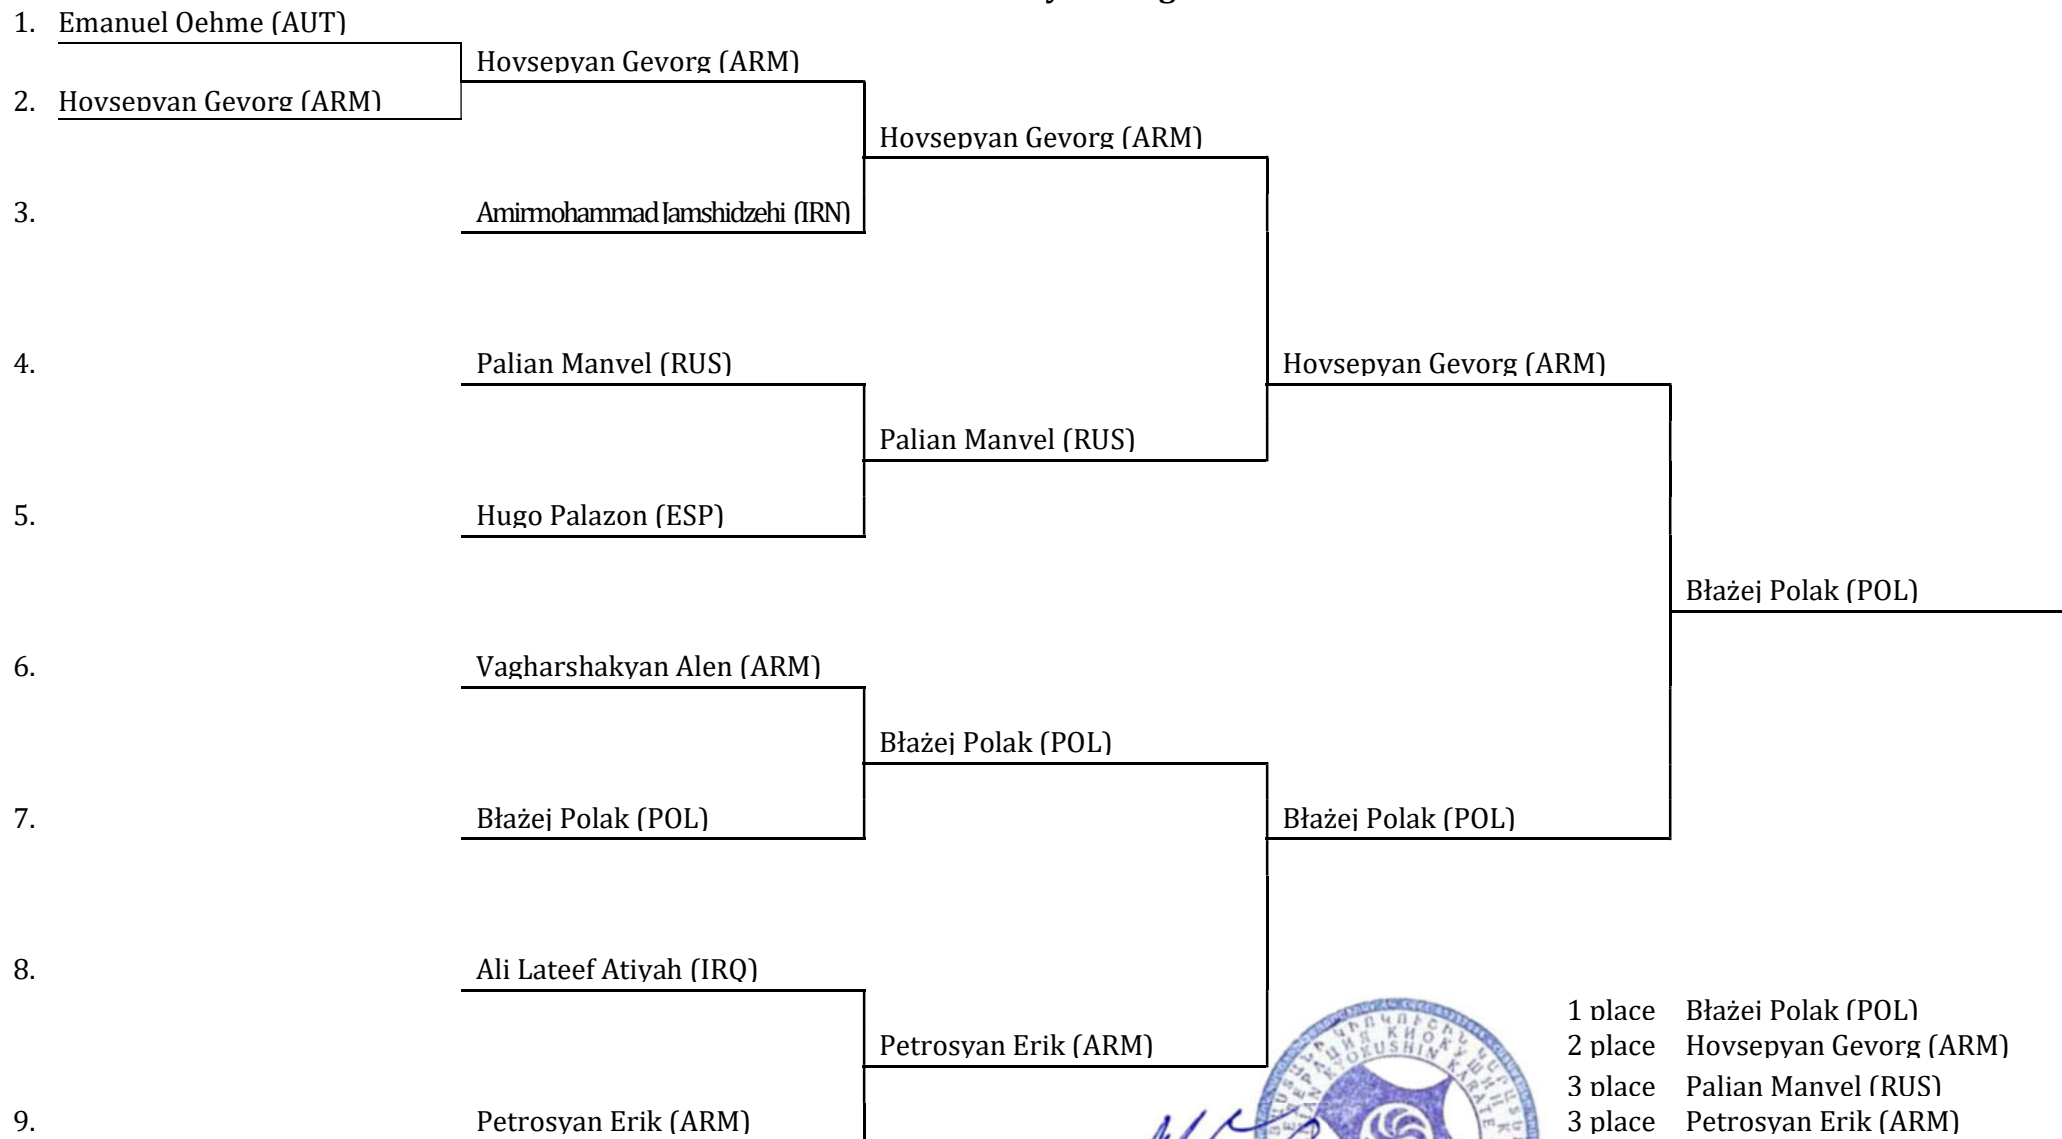 1. Emanuel Oehme (AUT)
Hovsepyan Gevorg (ARM)
2. Hovsepyan Gevorg (ARM)
Hovsepyan Gevorg (ARM)
3. Amirmohammad Jamshidzehi (IRN)
4. Palian Manvel (RUS)
Hovsepyan Gevorg (ARM)
Palian Manvel (RUS)
5. Hugo Palazon (ESP)
Błażej Polak (POL)
6. Vagharshakyan Alen (ARM)
Błażej Polak (POL)
7. Błażej Polak (POL)
Błażej Polak (POL)
8. Ali Lateef Atiyah (IRQ)
1 place Błażej Polak (POL)
Petrosyan Erik (ARM)
2 place Hovsepyan Gevorg (ARM)
3 place Palian Manvel (RUS)
9. Petrosyan Erik (ARM)
3 place Petrosyan Erik (ARM)
KYOKUSHIN KARATE